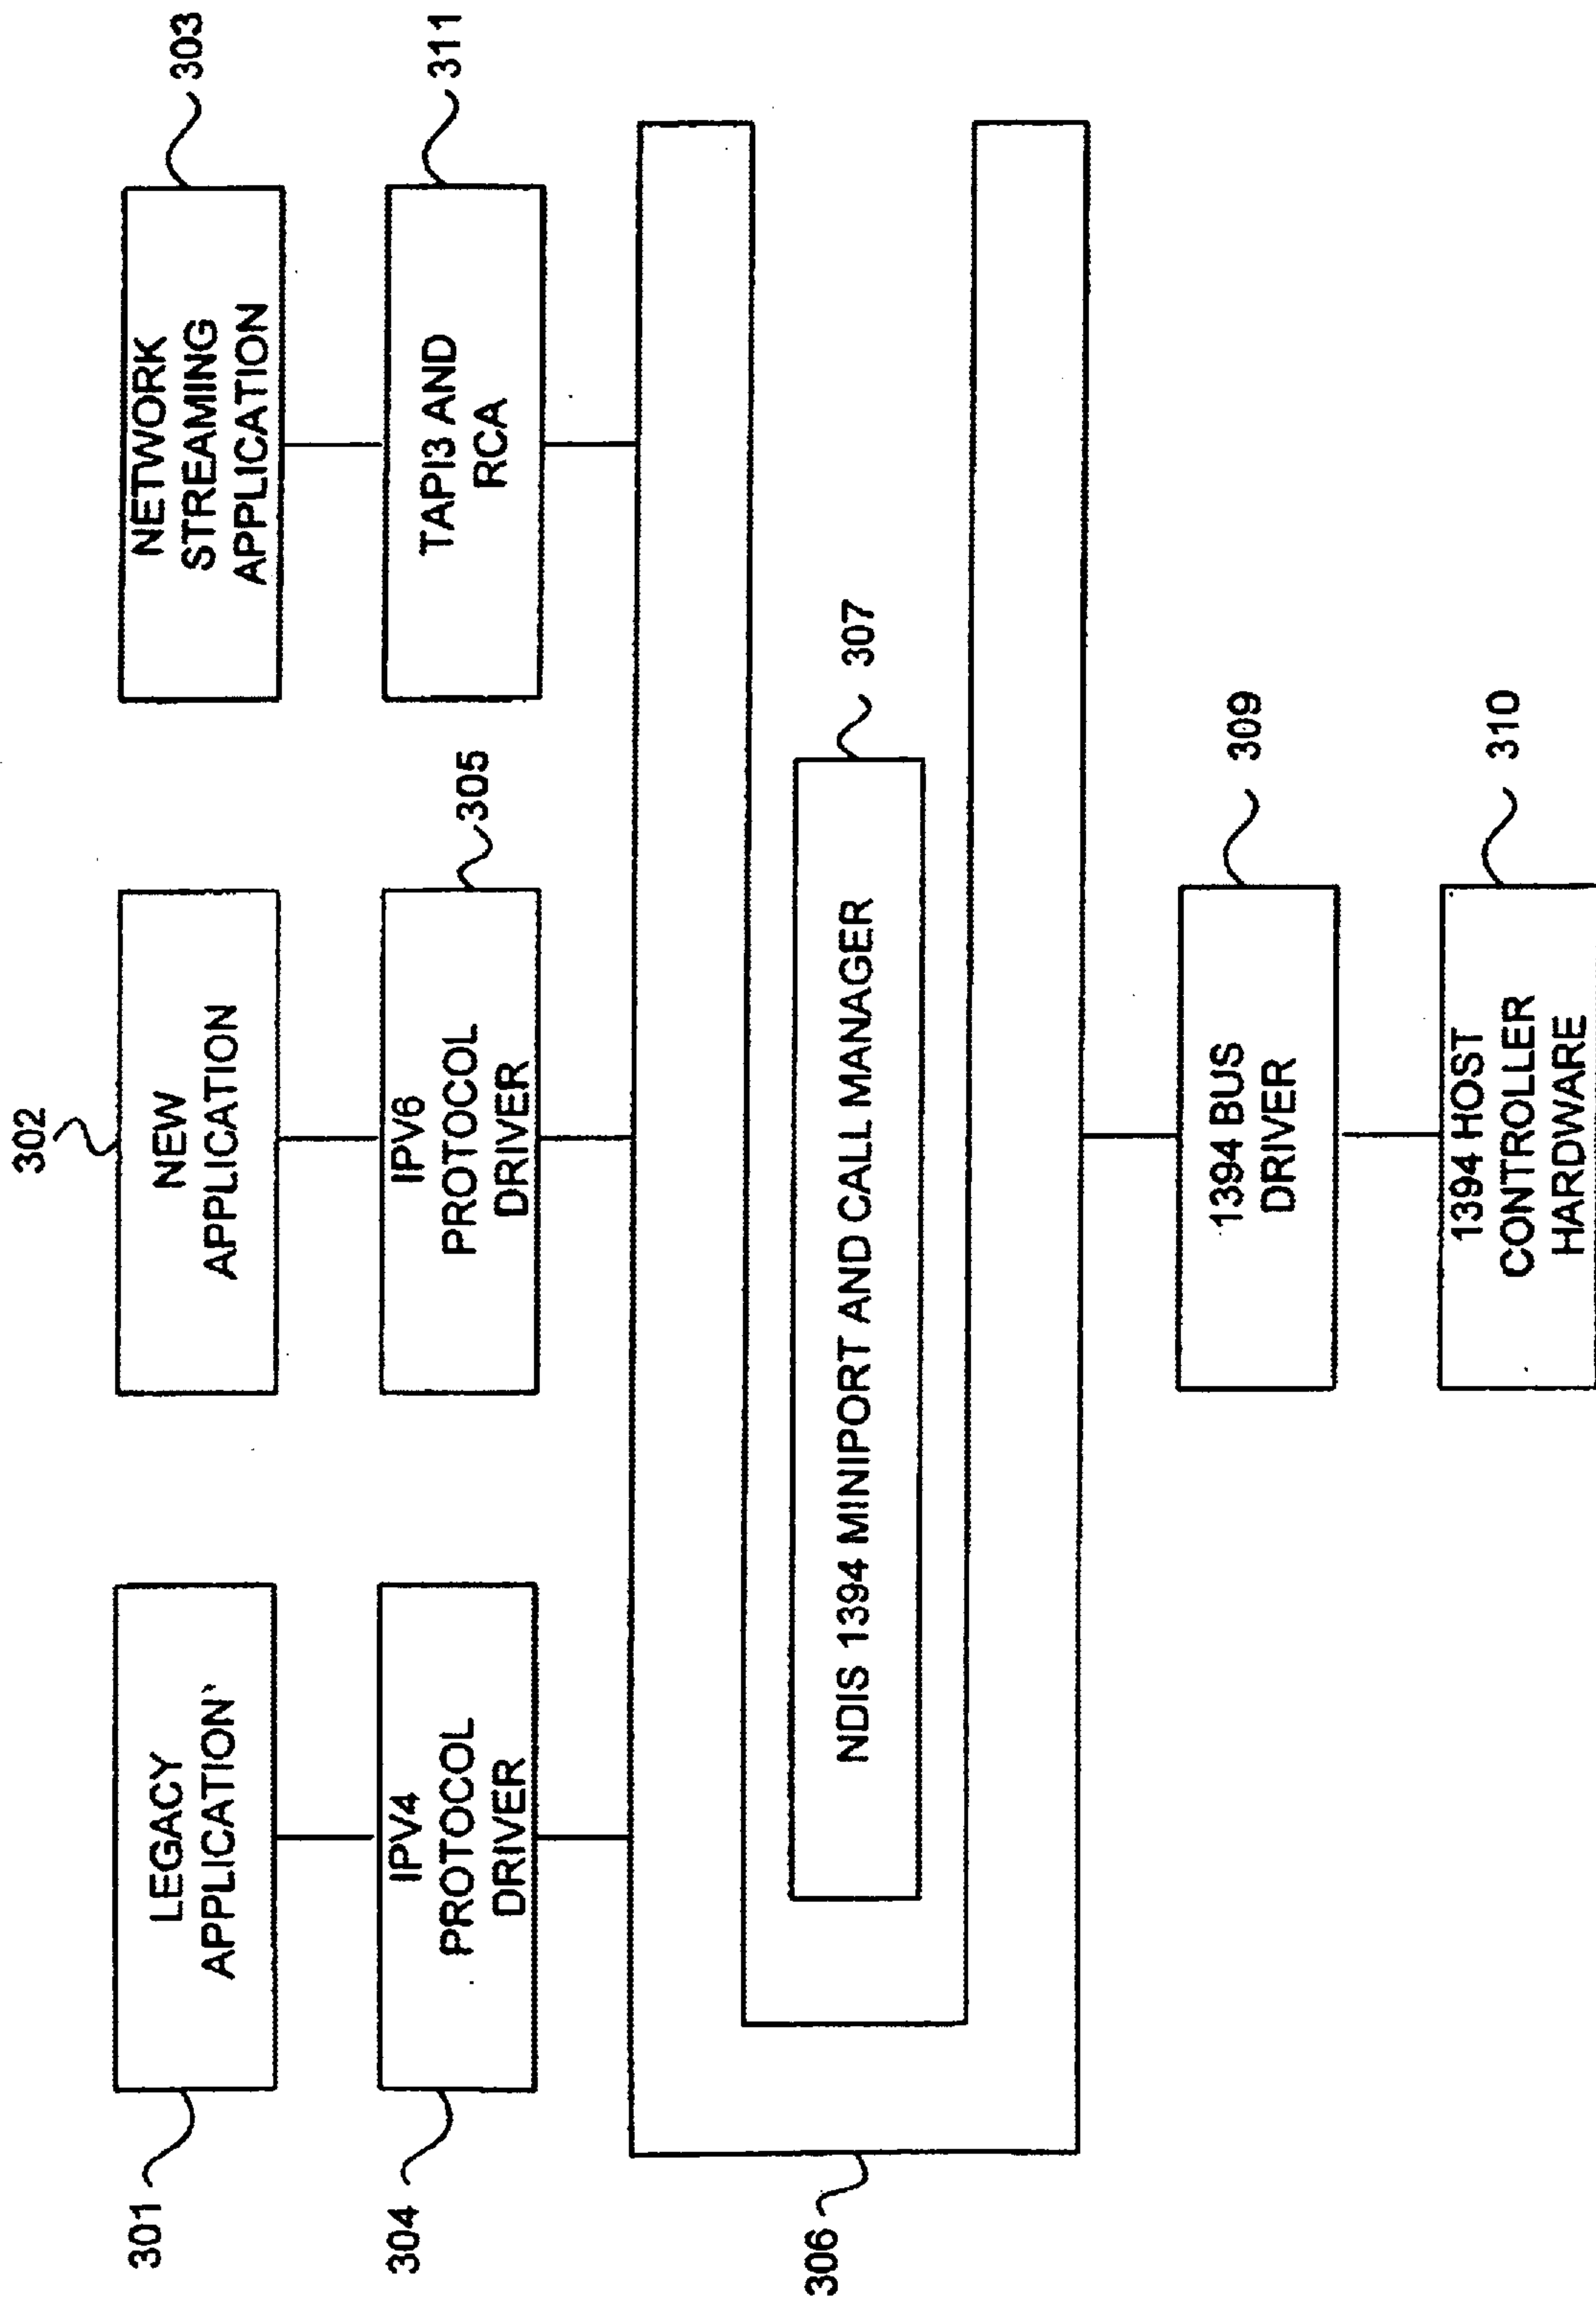 302
303
LEGACY
APPLICATION
NEW
APPLICATION
NETWORK
STREAMING
APPLICATION
301
305
311
IPV4
PROTOCOL
DRIVER
IPV6
PROTOCOL
DRIVER
TAPI3 AND
RCA
304
307
NDIS 1394 MINIPORT AND CALL MANAGER
306
309
1394 BUS
DRIVER
310
1394 HOST
CONTROLLER
HARDWARE